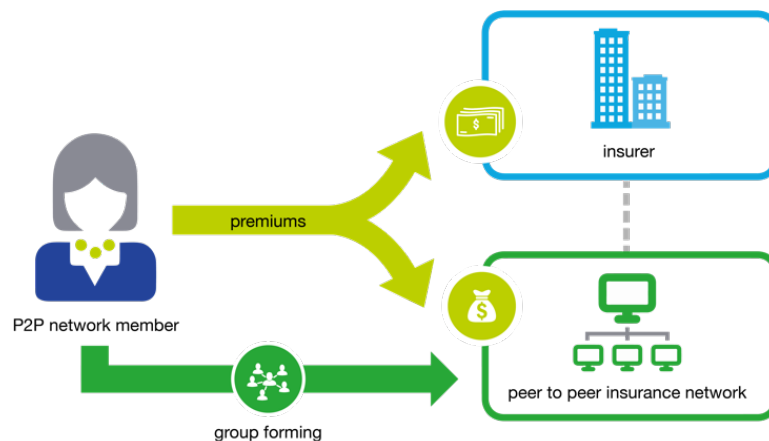 insurer
premiums
P2P network member
peer to peer insurance network
group forming
$
$